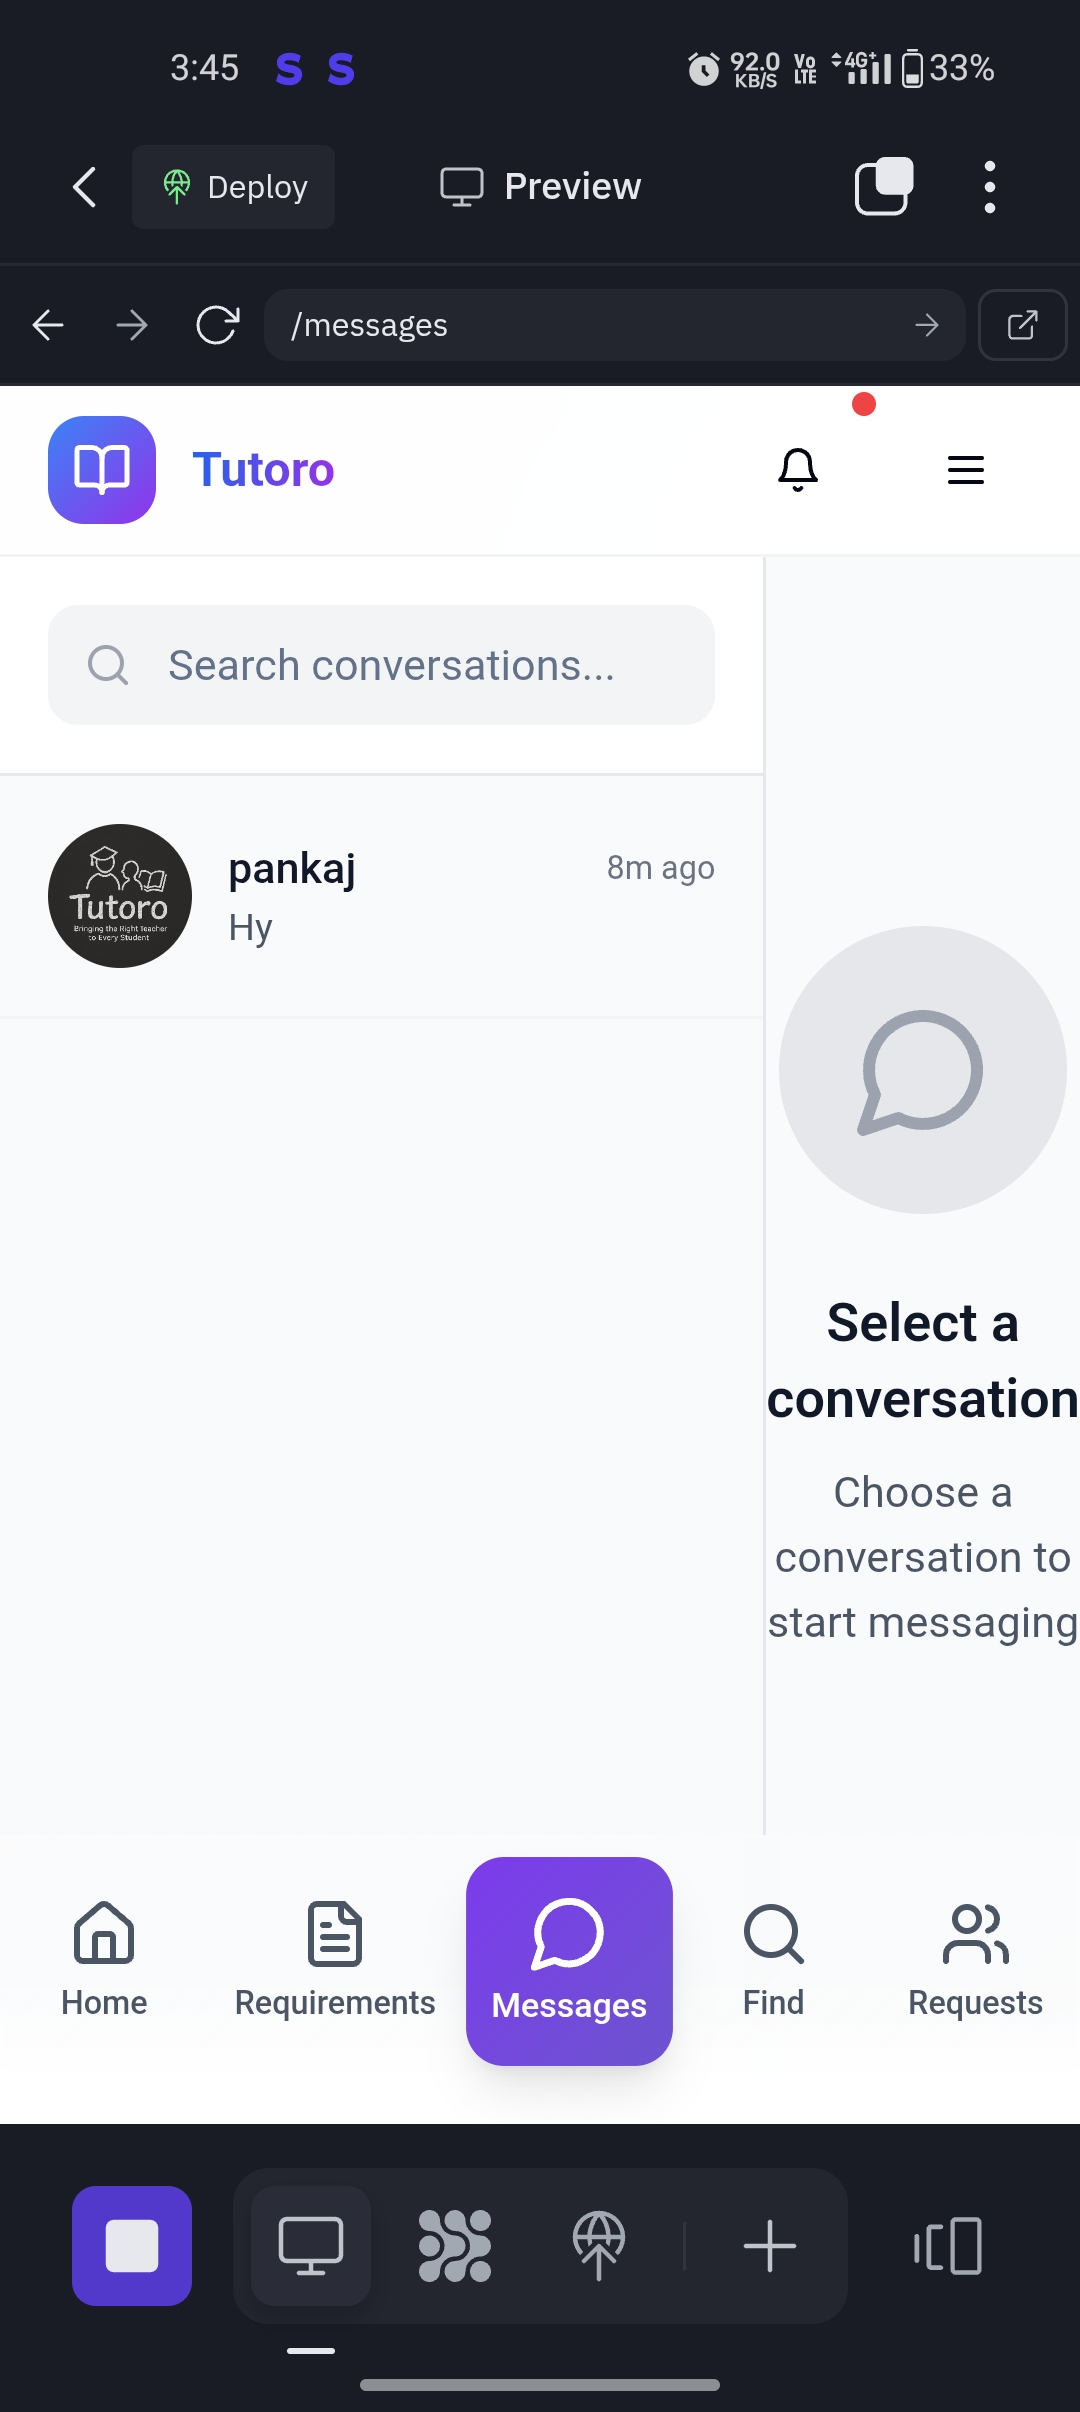 3:45 S S 92.0 KB/S Vo LTE 4G+ 33%
Deploy Preview
/messages
Tutoro
Search conversations...
pankaj 8m ago
Hy
Tutoro
Bringing the Right Teacher
to Every Student
Select a
conversation
Choose a
conversation to
start messaging
Home Requirements Messages Find Requests